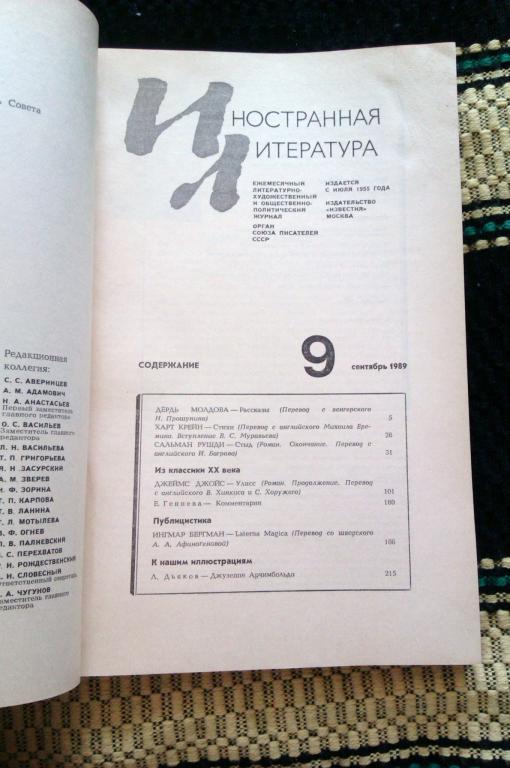 Совета
Редакционная
коллегия:
С. С. АВЕРИНЦЕВ
А. М. АДАМОВИЧ
Н. А. АНАСТАСЬЕВ
Первый заместитель
главного редактора
О. С. ВАСИЛЬЕВ
Заместитель главного
редактора
Л. Н. ВАСИЛЬЕВА
Т. П. ГРИГОРЬЕВА
Я. Н. ЗАСУРСКИЙ
А. М. ЗВЕРЕВ
И. Ф. ЗОРИНА
Т. П. КАРПОВА
Т. В. ЛАНИНА
Т. Л. МОТЫЛЕВА
В. Ф. ОГНЕВ
П. В. ПАЛИЕВСКИЙ
С. ПЕРЕХВАТОВ
И. РОЖДЕСТВЕНСКИЙ
И. СЛОВЕСНЫЙ
ответственный секретарь
А. ЧУГУНОВ
заместитель главного
редактора
ИНОСТРАННАЯ
ЛИТЕРАТУРА
ЕЖЕМЕСЯЧНЫЙ
ЛИТЕРАТУРНО-
ХУДОЖЕСТВЕННЫЙ
И ОБЩЕСТВЕННО-
ПОЛИТИЧЕСКИЙ
ЖУРНАЛ
ОРГАН
СОЮЗА ПИСАТЕЛЕЙ
СССР
ИЗДАЕТСЯ
С ИЮЛЯ 1955 ГОДА
ИЗДАТЕЛЬСТВО
«ИЗВЕСТИЯ»
МОСКВА
СОДЕРЖАНИЕ 9 сентябрь 1989
ДЕРДЬ МОЛДОВА — Рассказы (Перевод с венгерского
Н. Прошунина) 5
ХАРТ КРЕЙН — Стихи (Перевод с английского Михаила Ере-
мина. Вступление В. С. Муравьева) 26
САЛЬМАН РУШДИ — Стыд (Роман. Окончание. Перевод с
английского И. Багрова) 31
Из классики XX века
ДЖЕЙМС ДЖОЙС — Улисс (Роман. Продолжение. Перевод
с английского В. Хинкиса и С. Хоружего) 101
Е. Гениева — Комментарии 180
Публицистика
ИНГМАР БЕРГМАН — Laterna Magica (Перевод со шведского
А. А. Афиногеновой) 186
К нашим иллюстрациям
Л. Дьяков — Джузеппе Арчимбольдо 215